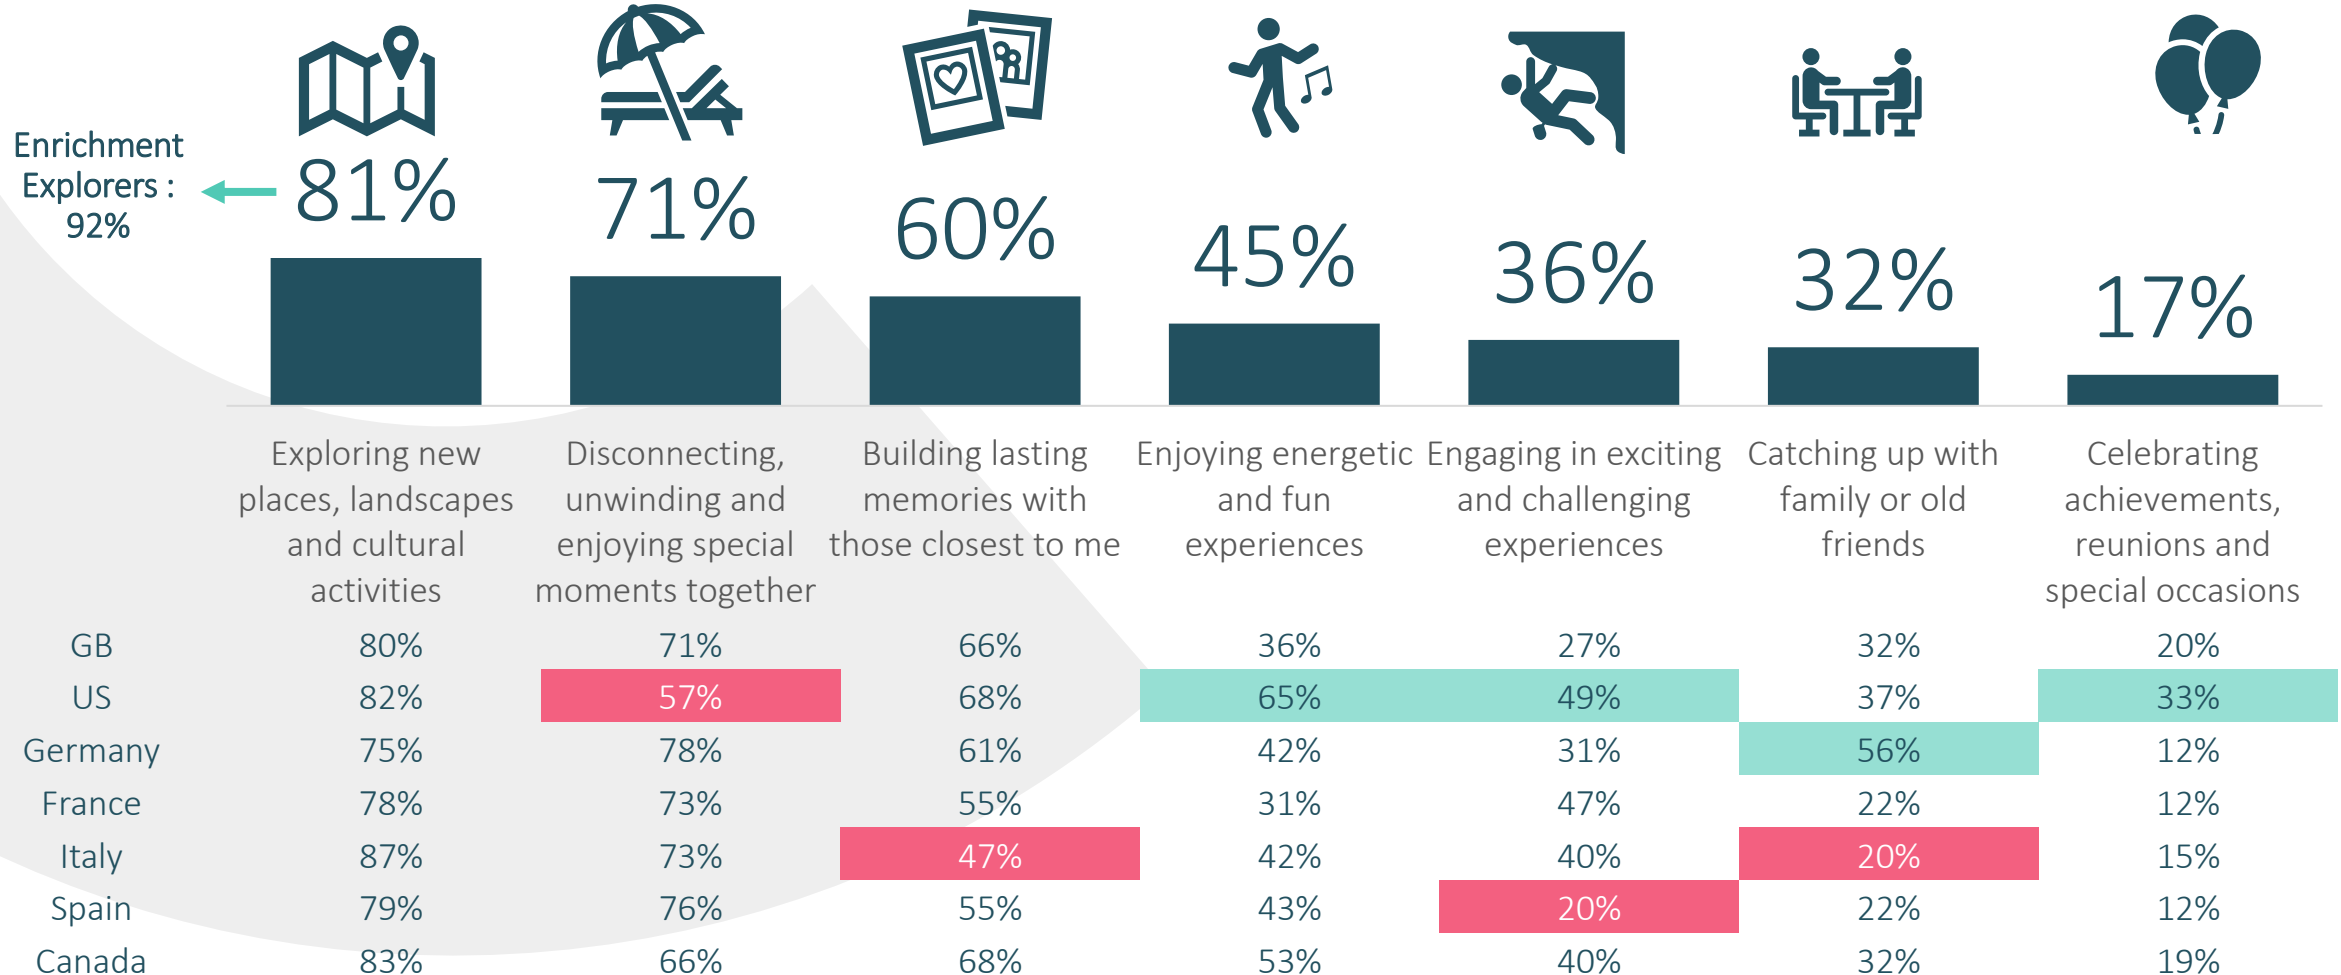 Enrichment
Explorers :
92%
81%
71%
60%
45%
36%
32%
17%
Exploring new
places, landscapes
and cultural
activities
Disconnecting,
unwinding and
enjoying special
moments together
Building lasting
memories with
those closest to me
Enjoying energetic
and fun
experiences
Engaging in exciting
and challenging
experiences
Catching up with
family or old
friends
Celebrating
achievements,
reunions and
special occasions
GB 80% 71% 66% 36% 27% 32% 20%
US 82% 57% 68% 65% 49% 37% 33%
Germany 75% 78% 61% 42% 31% 56% 12%
France 78% 73% 55% 31% 47% 22% 12%
Italy 87% 73% 47% 42% 40% 20% 15%
Spain 79% 76% 55% 43% 20% 22% 12%
Canada 83% 66% 68% 53% 40% 32% 19%